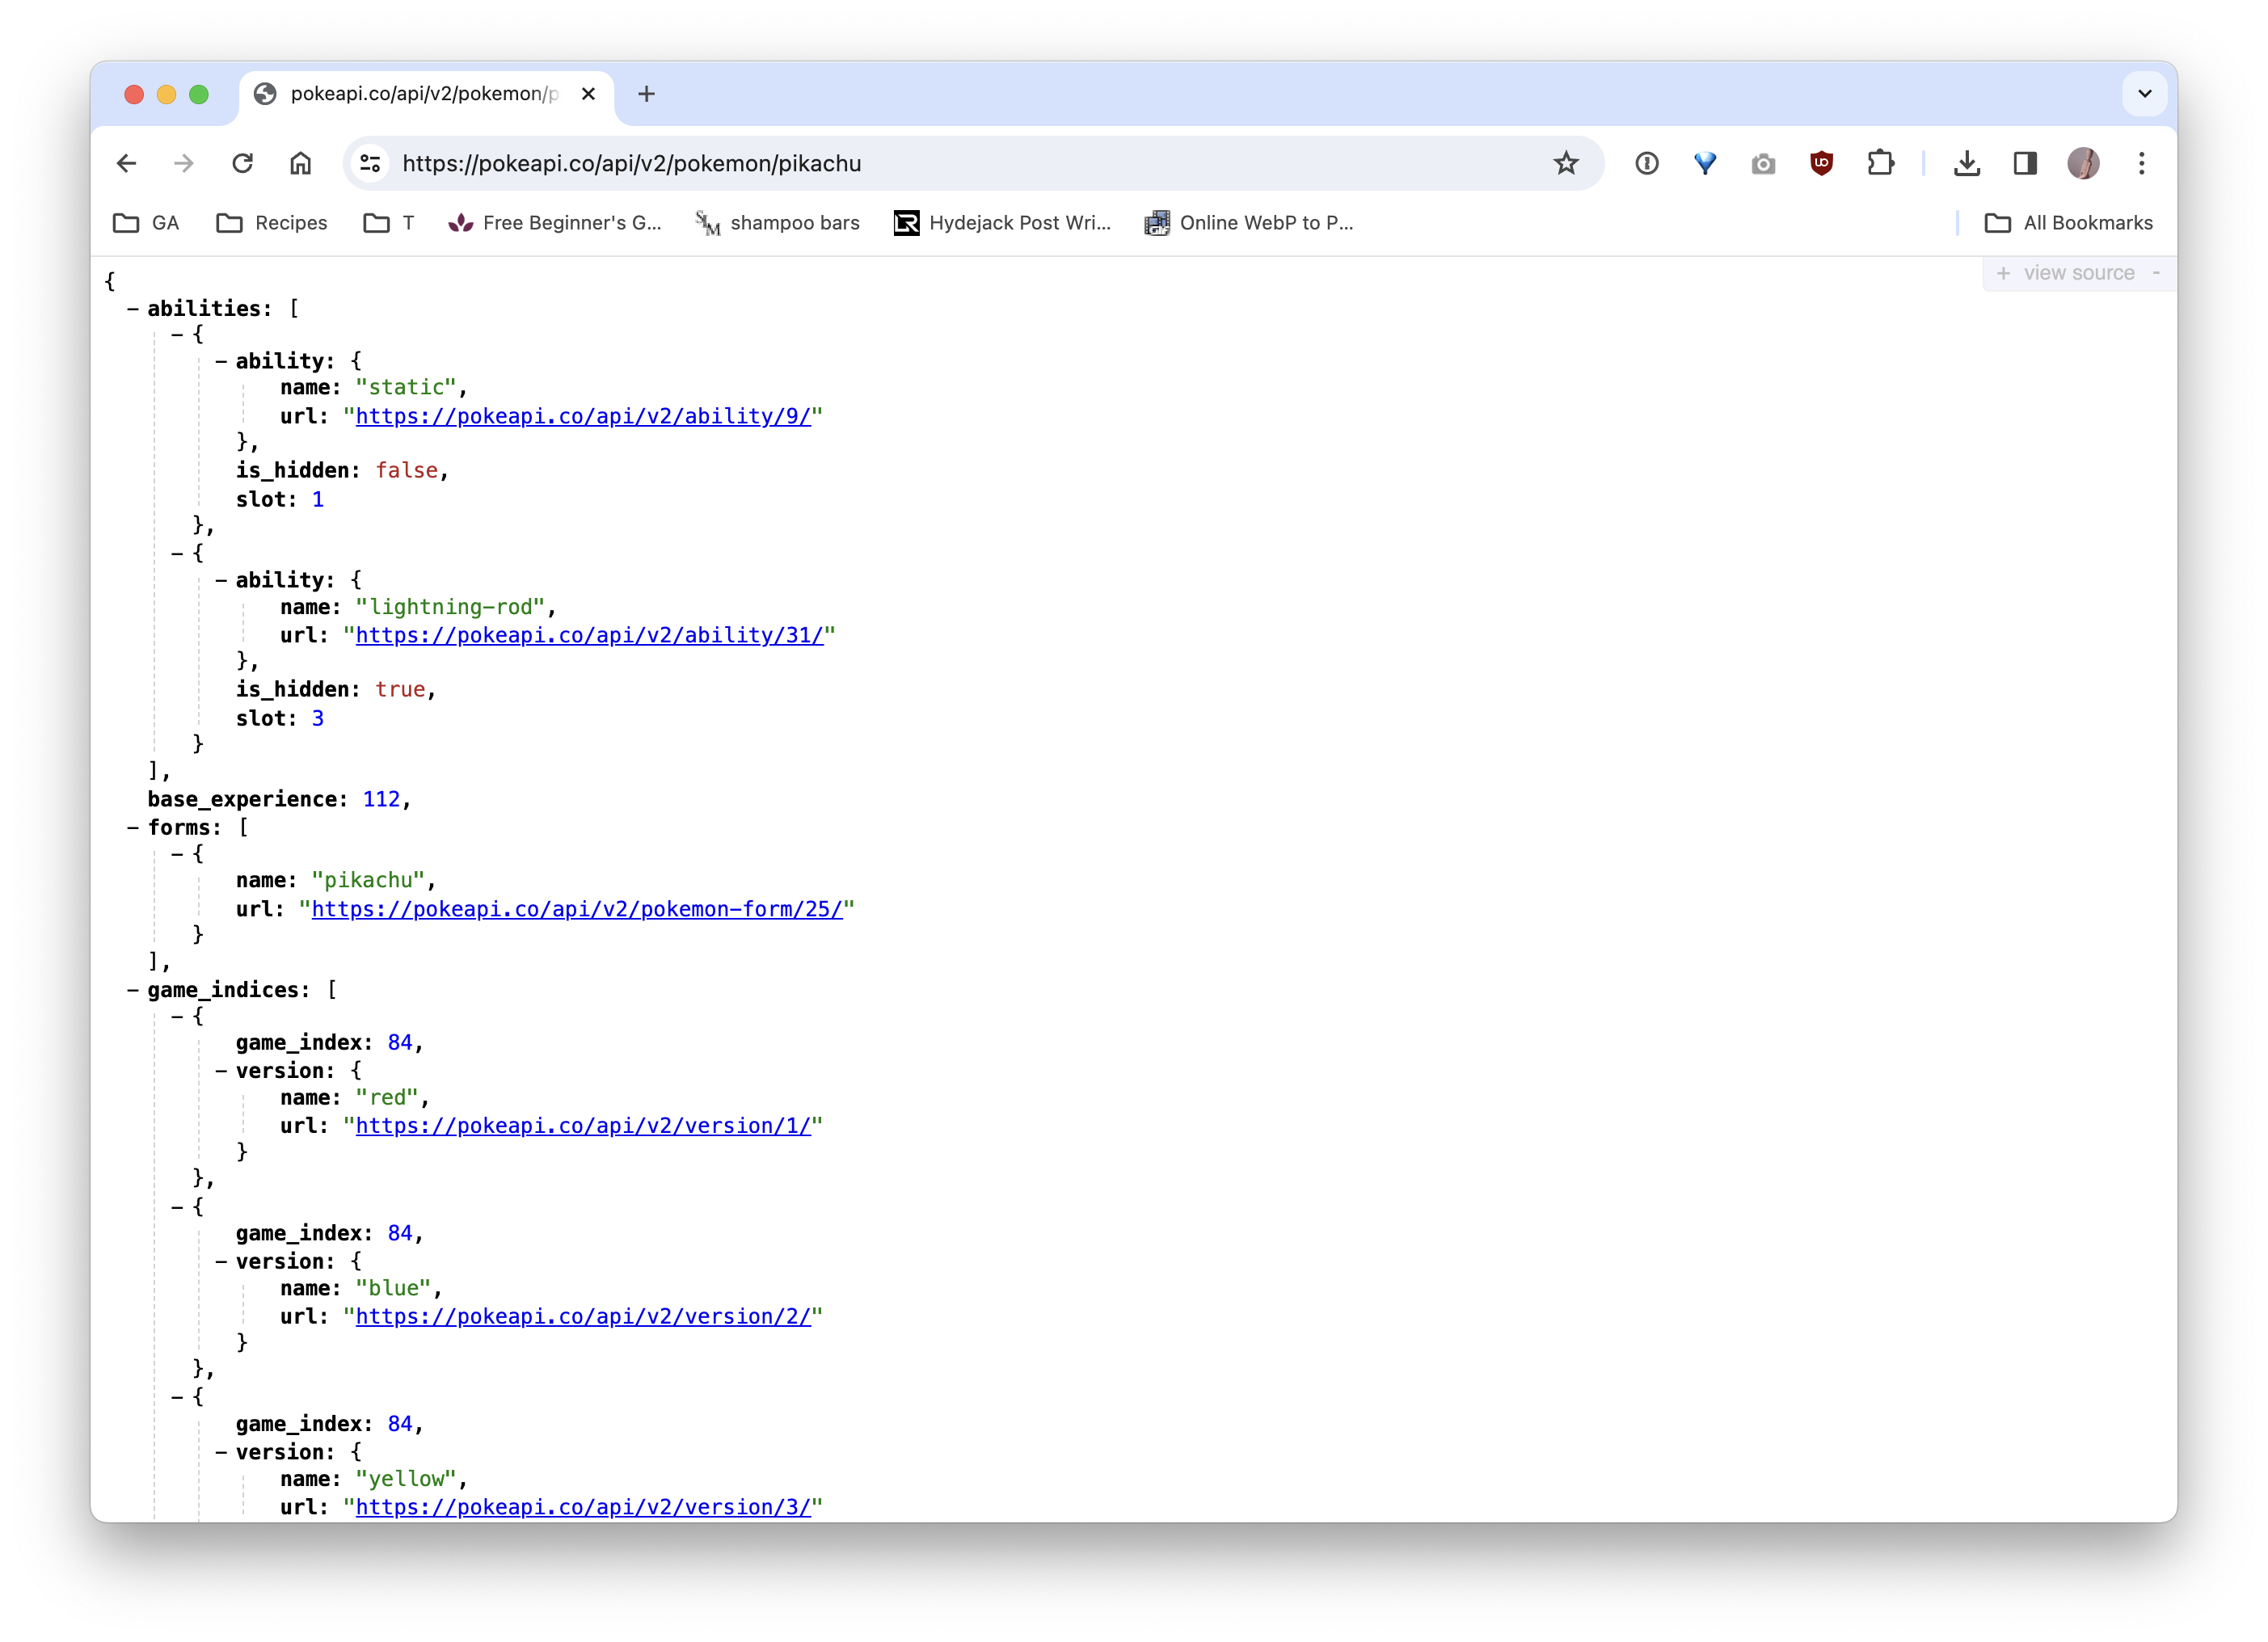 pokeapi.co/api/v2/pokemon/p
https://pokeapi.co/api/v2/pokemon/pikachu
GA Recipes T Free Beginner's G... shampoo bars Hydejack Post Wri... Online WebP to P... All Bookmarks
+ view source -
{
– abilities: [
– {
– ability: {
name: "static",
url: "https://pokeapi.co/api/v2/ability/9/"
},
is_hidden: false,
slot: 1
},
– {
– ability: {
name: "lightning-rod",
url: "https://pokeapi.co/api/v2/ability/31/"
},
is_hidden: true,
slot: 3
}
],
base_experience: 112,
– forms: [
– {
name: "pikachu",
url: "https://pokeapi.co/api/v2/pokemon-form/25/"
}
],
– game_indices: [
– {
game_index: 84,
– version: {
name: "red",
url: "https://pokeapi.co/api/v2/version/1/"
}
},
– {
game_index: 84,
– version: {
name: "blue",
url: "https://pokeapi.co/api/v2/version/2/"
}
},
– {
game_index: 84,
– version: {
name: "yellow",
url: "https://pokeapi.co/api/v2/version/3/"